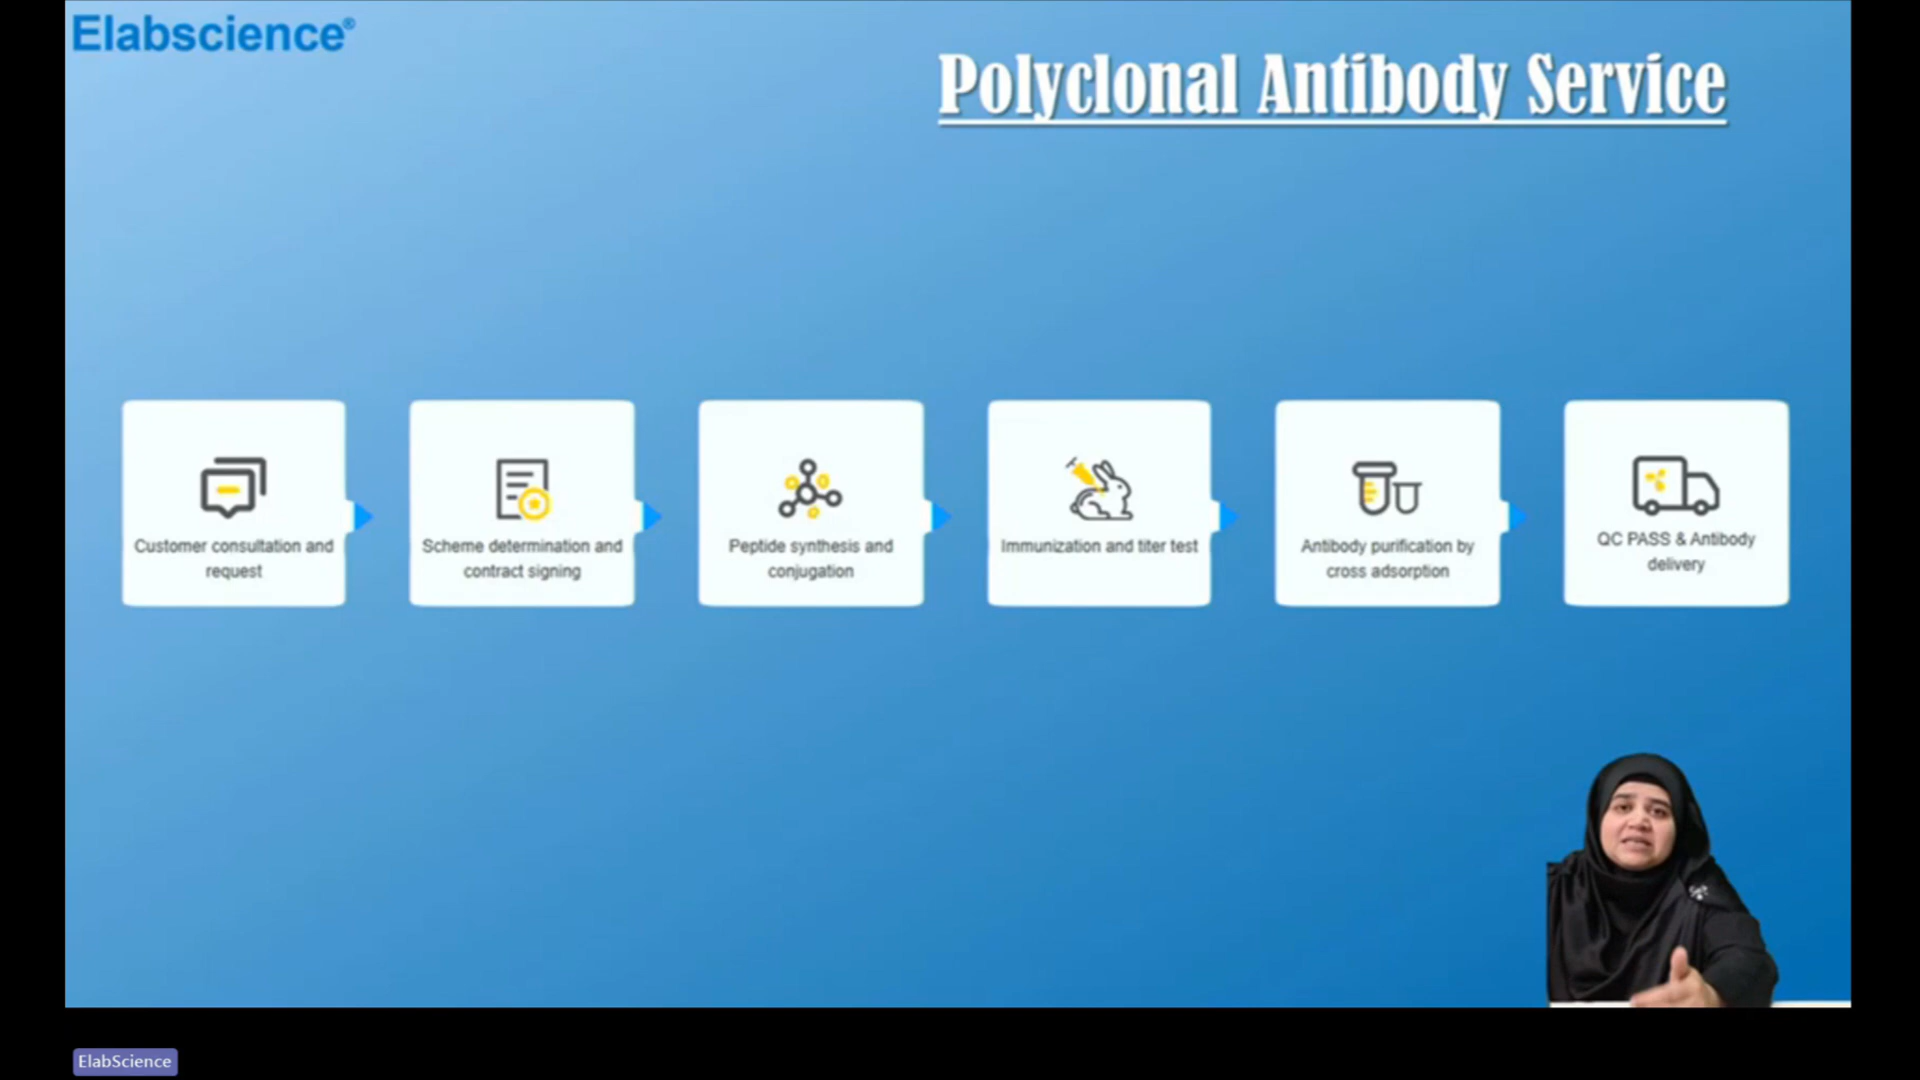 Elabscience®
Polyclonal Antibody Service
Customer consultation and
request
Scheme determination and
contract signing
Peptide synthesis and
conjugation
Immunization and titer test
Antibody purification by
cross adsorption
QC PASS & Antibody
delivery
ElabScience